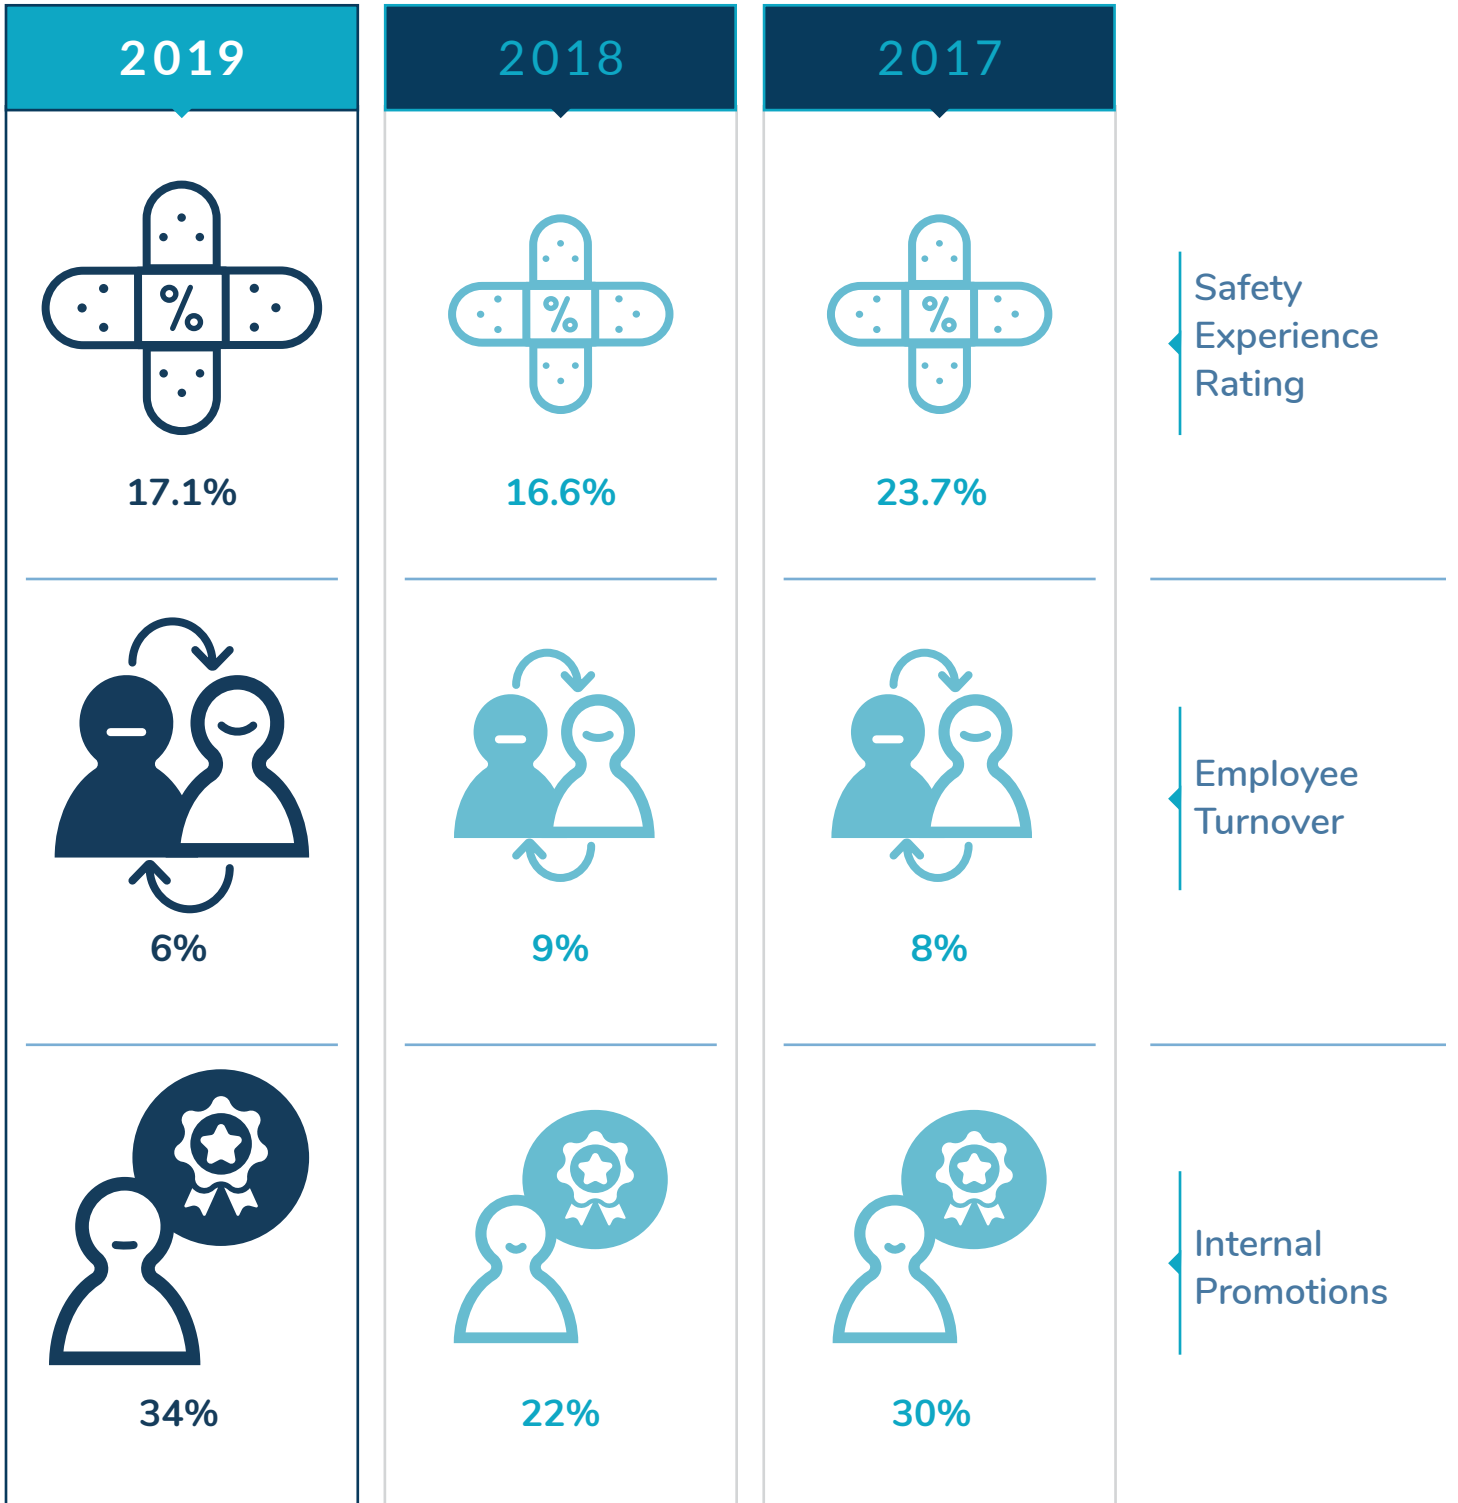 2019
2018
2017
%
%
%
Safety
Experience
Rating
17.1%
16.6%
23.7%
Employee
Turnover
6%
9%
8%
Internal
Promotions
34%
22%
30%